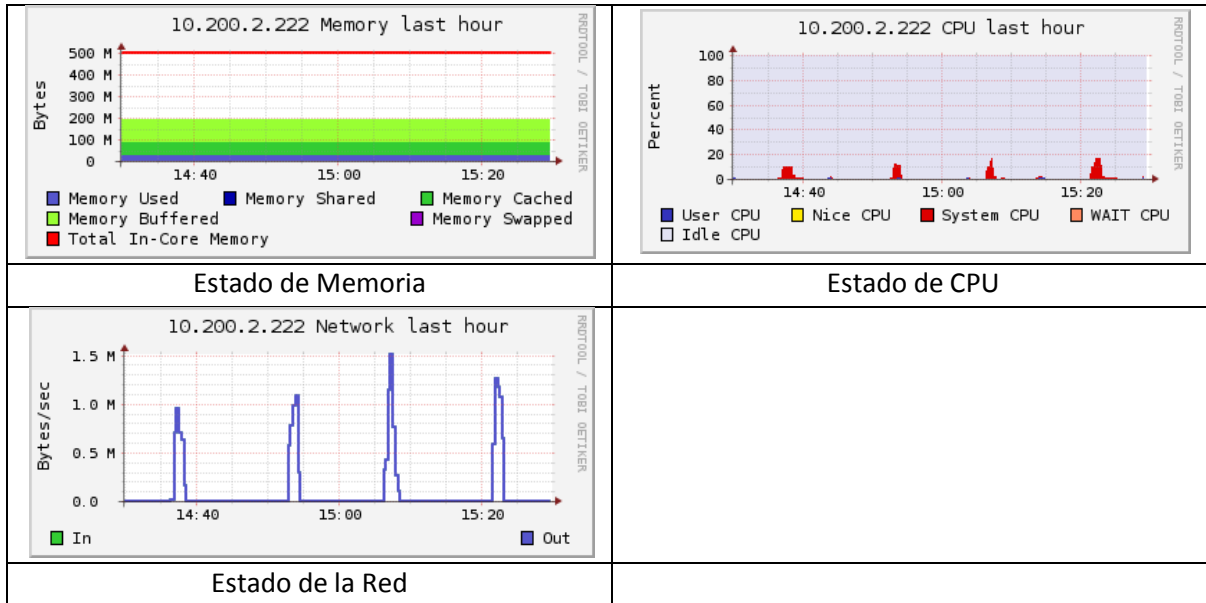 10.200.2.222 Memory last hour
RRDTOOL / TOBI OETIKER
Bytes
500 M
400 M
300 M
200 M
100 M
0
14:40 15:00 15:20
Memory Used Memory Shared Memory Cached
Memory Buffered Memory Swapped
Total In-Core Memory
Estado de Memoria
10.200.2.222 CPU last hour
RRDTOOL / TOBI OETIKER
Percent
100
80
60
40
20
0
14:40 15:00 15:20
User CPU Nice CPU System CPU WAIT CPU
Idle CPU
Estado de CPU
10.200.2.222 Network last hour
RRDTOOL / TOBI OETIKER
Bytes/sec
1.5 M
1.0 M
0.5 M
0.0
14:40 15:00 15:20
In Out
Estado de la Red